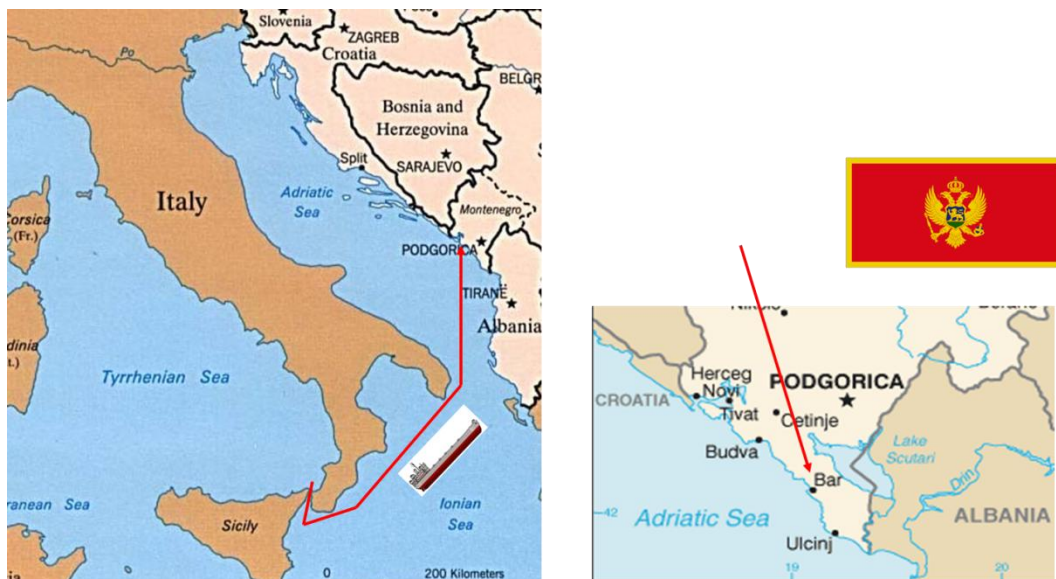 Slovenia
ZAGREB
Croatia
Po
BELGR
Bosnia and
Herzegovina
Split
SARAJEVO
Italy
Adriatic
Sea
Montenegro
Corsica
(Fr.)
PODGORICA
TIRANË
Albania
dinia
t.)
Tyrrhenian Sea
Ionian
Sea
ranean Sea
Sicily
0
200 Kilometers
Herceg
Novi
PODGORICA
CROATIA
Tivat
Cetinje
Budva
Lake
Scutari
Bar
Drin
42
Adriatic Sea
ALBANIA
Ulcinj
19
20